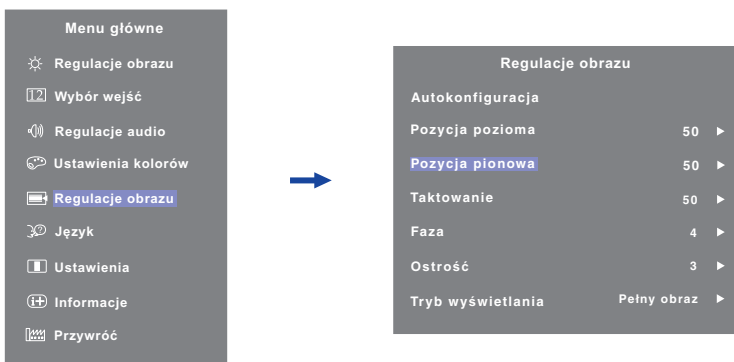 Menu główne
Regulacje obrazu
12 Wybór wejść
Regulacje audio
Ustawienia kolorów
Regulacje obrazu
? Język
Ustawienia
i+ Informacje
Przywróć
Regulacje obrazu
Autokonfiguracja
Pozycja pozioma 50
Pozycja pionowa 50
Taktowanie 50
Faza 4
Ostrość 3
Tryb wyświetlania Pełny obraz